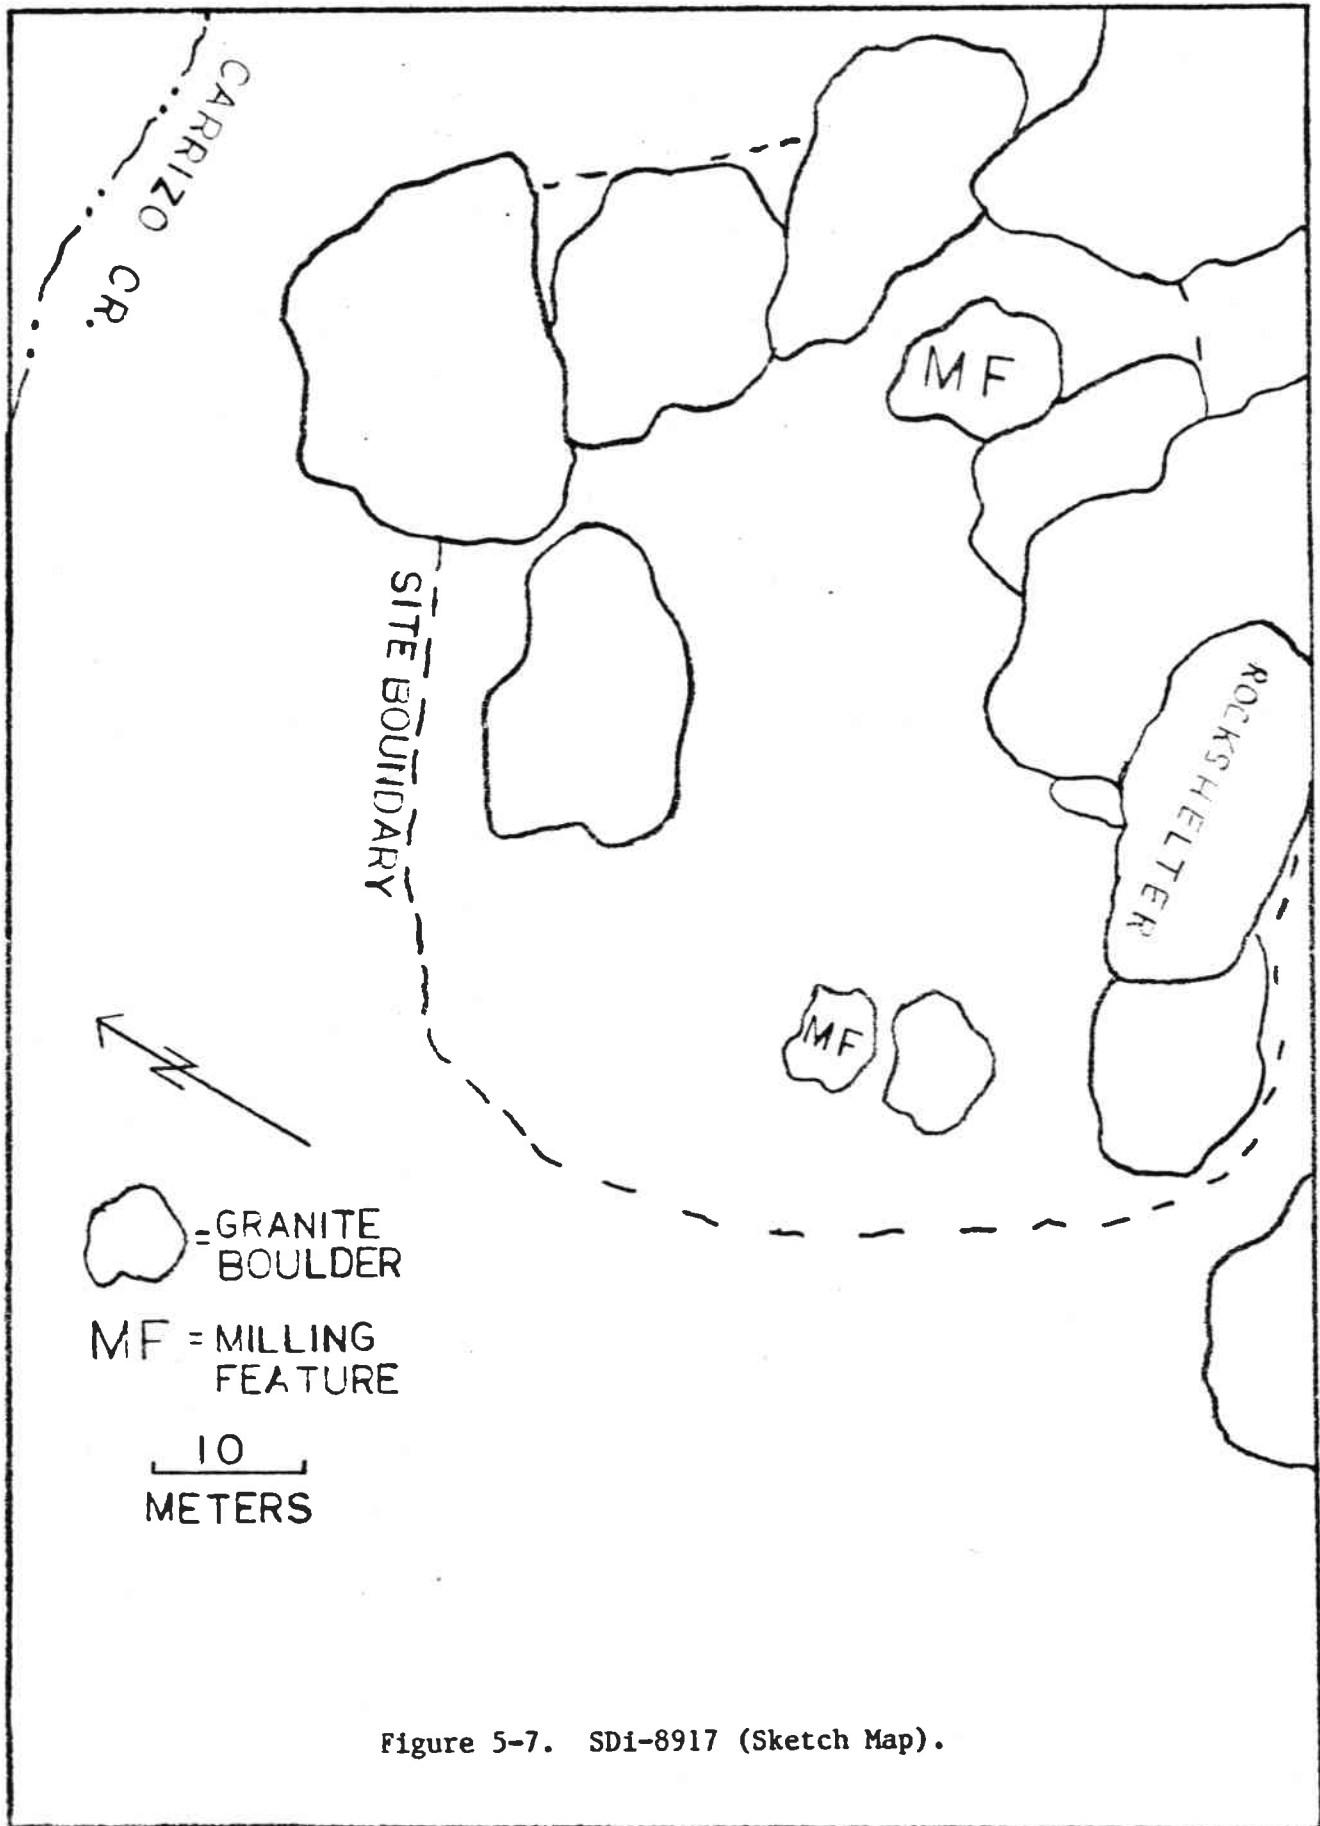 CARRIZO CR.
MF
SITE BOUNDARY
ROCKSHELTER
MF
N
= GRANITE
BOULDER
MF = MILLING
FEATURE
10
METERS
Figure 5-7. SDi-8917 (Sketch Map).